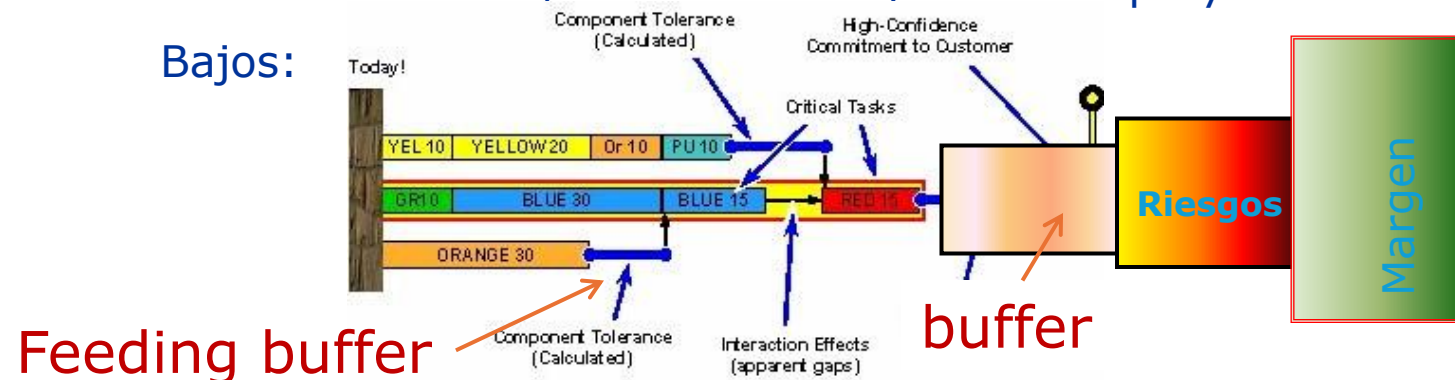 Component Tolerance
(Calculated)
High-Confidence
Commitment to Customer
Bajos:
Today!
Critical Tasks
YEL 10
YELLOW 20
Or 10
PU 10
GR10
BLUE 30
BLUE 15
RED 15
Riesgos
Margen
ORANGE 30
Feeding buffer
Component Tolerance
(Calculated)
Interaction Effects
(apparent gaps)
buffer